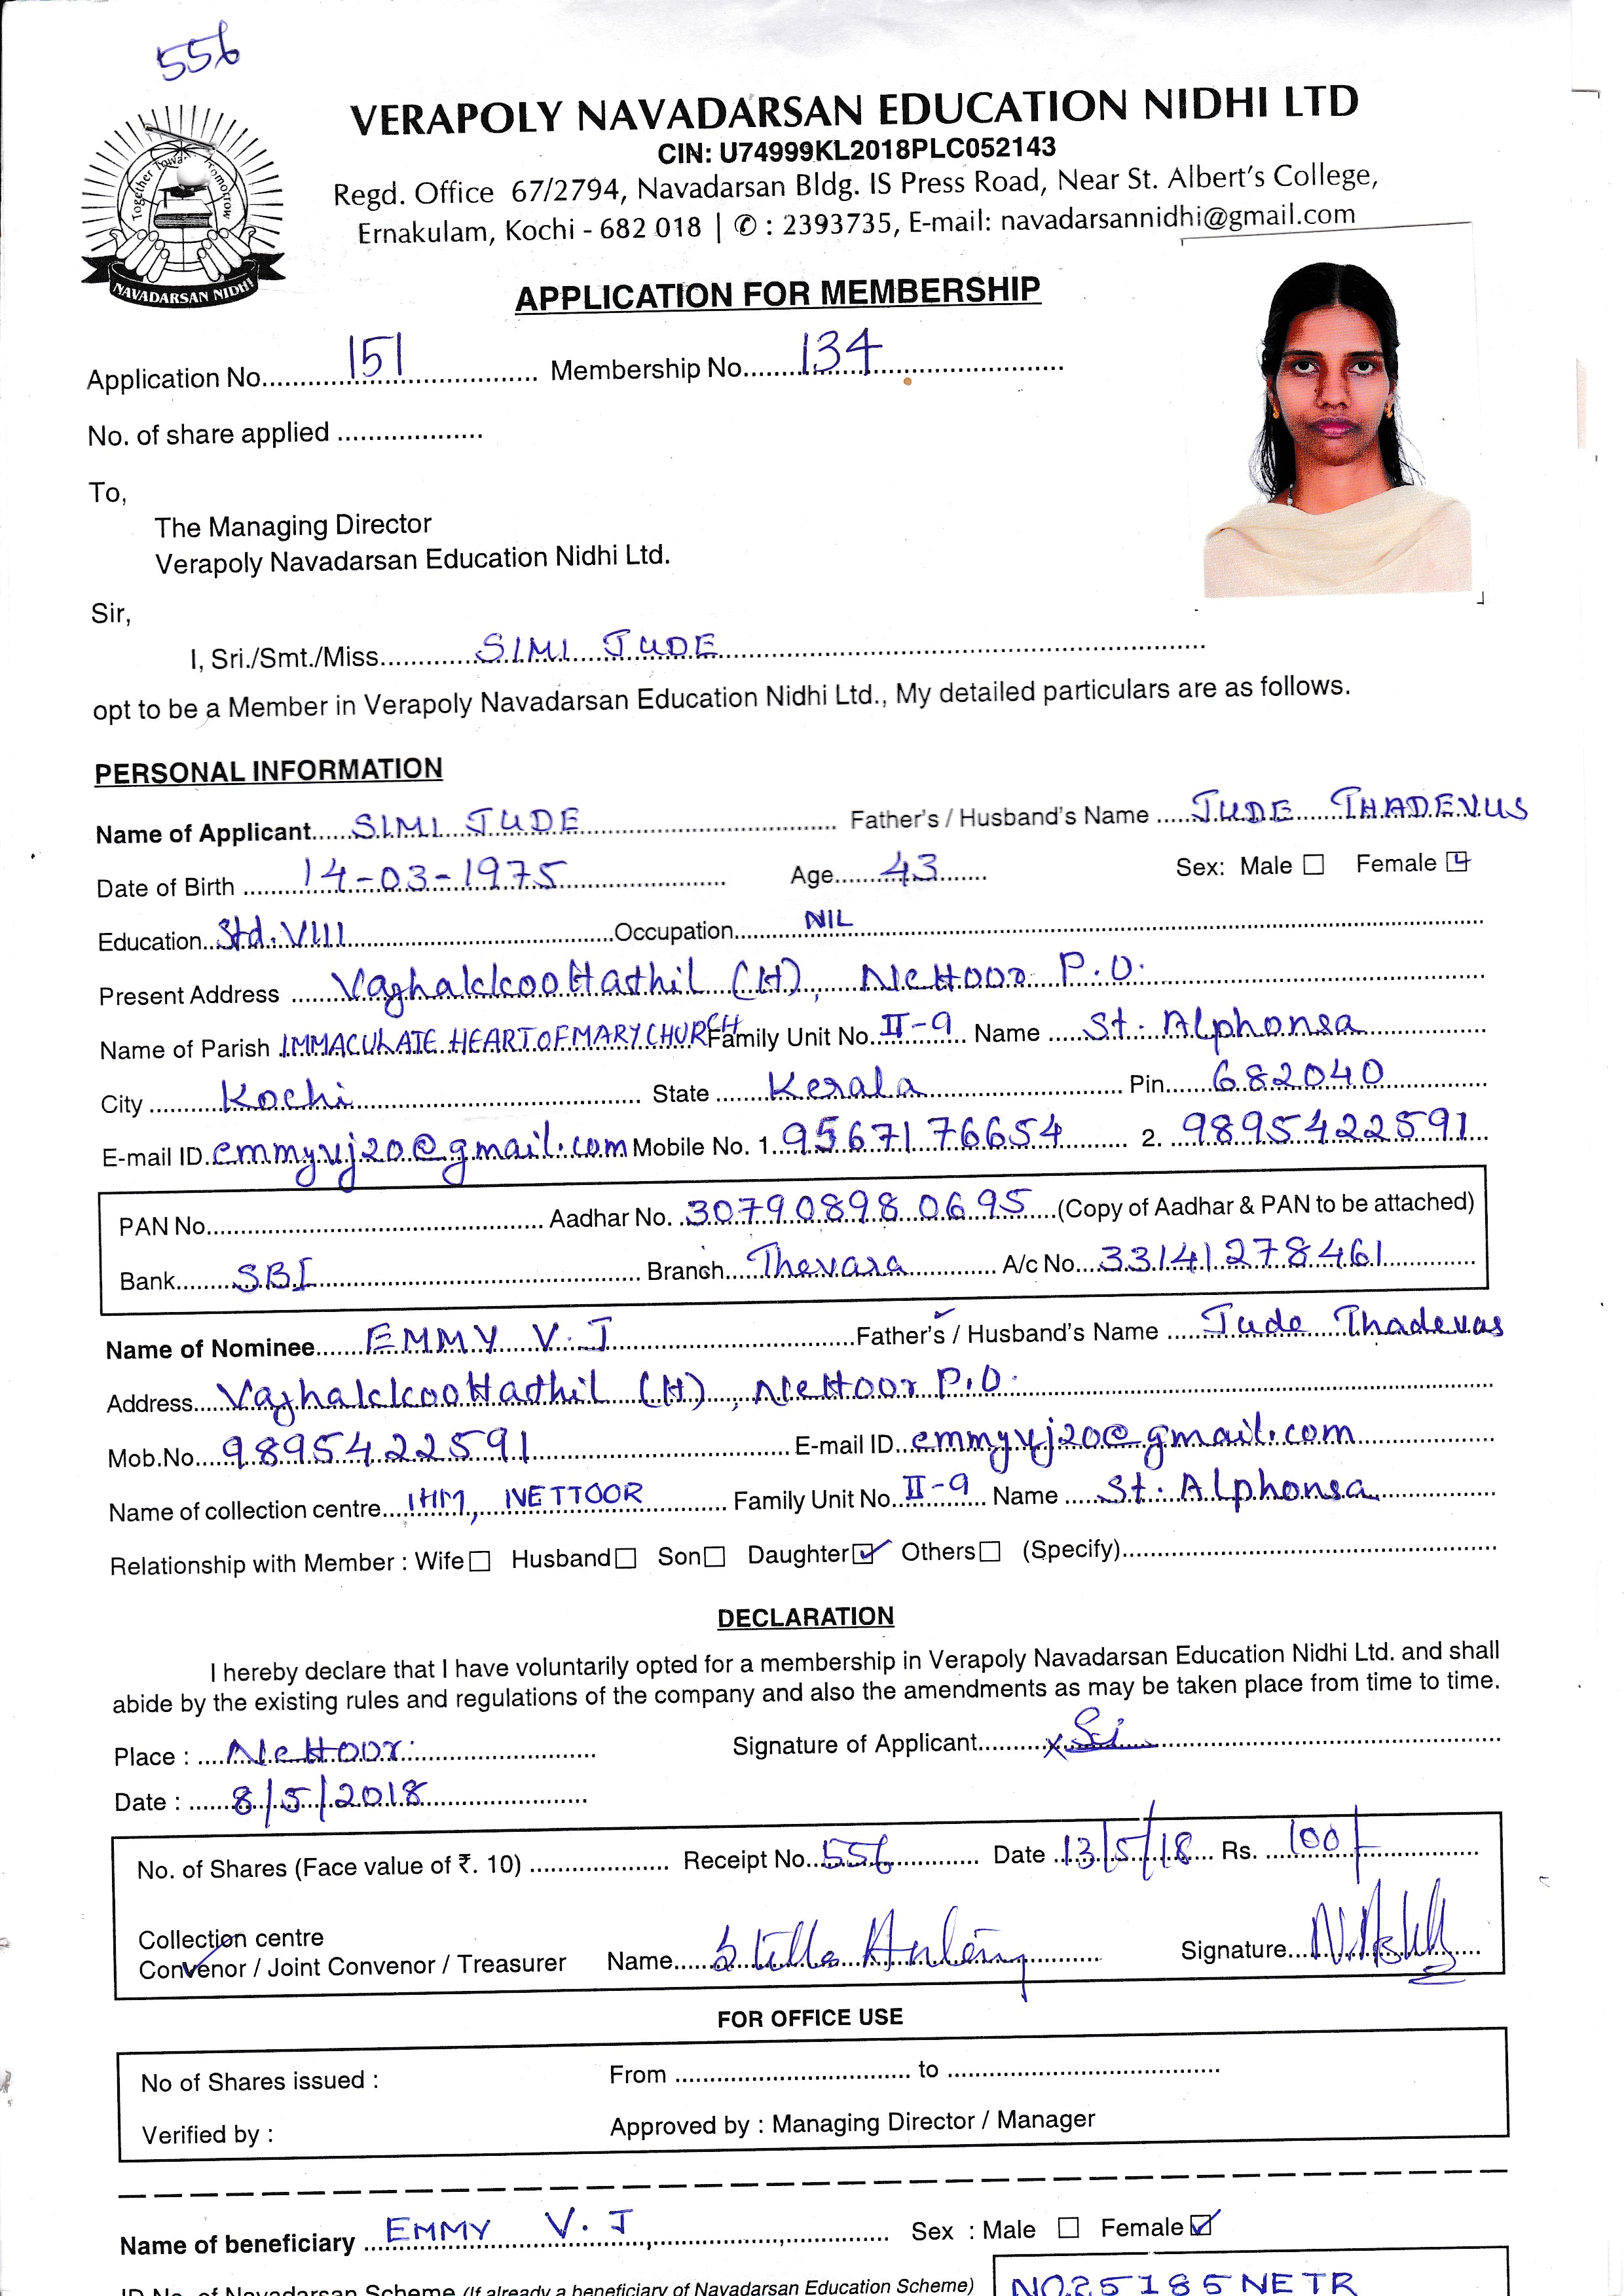 556
VERAPOLY NAVADARSAN EDUCATION NIDHI LTD
CIN: U74999KL2018PLC052143
Regd. Office 67/2794, Navadarsan Bldg. IS Press Road, Near St. Albert's College,
Ernakulam, Kochi - 682 018 | ✆ : 2393735, E-mail: navadarsannidhi@gmail.com
Together Towards Tomorrow
NAVADARSAN NIDHI
APPLICATION FOR MEMBERSHIP
Application No. 151 Membership No. 134
No. of share applied
To,
The Managing Director
Verapoly Navadarsan Education Nidhi Ltd.
Sir,
I, Sri./Smt./Miss SIMI JUDE
opt to be a Member in Verapoly Navadarsan Education Nidhi Ltd., My detailed particulars are as follows.
PERSONAL INFORMATION
Name of Applicant SIMI JUDE Father's / Husband's Name JUDE THADEVUS
Date of Birth 14-03-1975 Age 43 Sex: Male ☐ Female ☑
Education Std. VIII Occupation NIL
Present Address Vazhakkoottathil (H), Nettoor P.O.
Name of Parish IMMACULATE HEART OF MARY CHURCH Family Unit No. II-9 Name St. Alphonsa
City Kochi State Kerala Pin 682040
E-mail ID emmyvj20@gmail.com Mobile No. 1. 9567176654 2. 9895422591
PAN No. Aadhar No. 307908980695 (Copy of Aadhar & PAN to be attached)
Bank SBI Branch Thevara A/c No. 33141278461
Name of Nominee EMMY V. J Father's / Husband's Name Jude Thadevas
Address Vazhakkoottathil (H), Nettoor P.O.
Mob.No. 9895422591 E-mail ID emmyvj20@gmail.com
Name of collection centre IHM, NETTOOR Family Unit No. II-9 Name St. Alphonsa
Relationship with Member : Wife ☐ Husband ☐ Son ☐ Daughter ☑ Others ☐ (Specify)
DECLARATION
I hereby declare that I have voluntarily opted for a membership in Verapoly Navadarsan Education Nidhi Ltd. and shall
abide by the existing rules and regulations of the company and also the amendments as may be taken place from time to time.
Place : Nettoor Signature of Applicant x
Date : 8/5/2018
No. of Shares (Face value of ₹. 10) Receipt No. 556 Date 13/5/18 Rs. 100/-
Collection centre
Convenor / Joint Convenor / Treasurer Name Stella Signature
FOR OFFICE USE
No of Shares issued : From to
Verified by : Approved by : Managing Director / Manager
Name of beneficiary EMMY V. J Sex : Male ☐ Female ☑
ID No. of Navadarsan Scheme (If already a beneficiary of Navadarsan Education Scheme) NO25185NETR